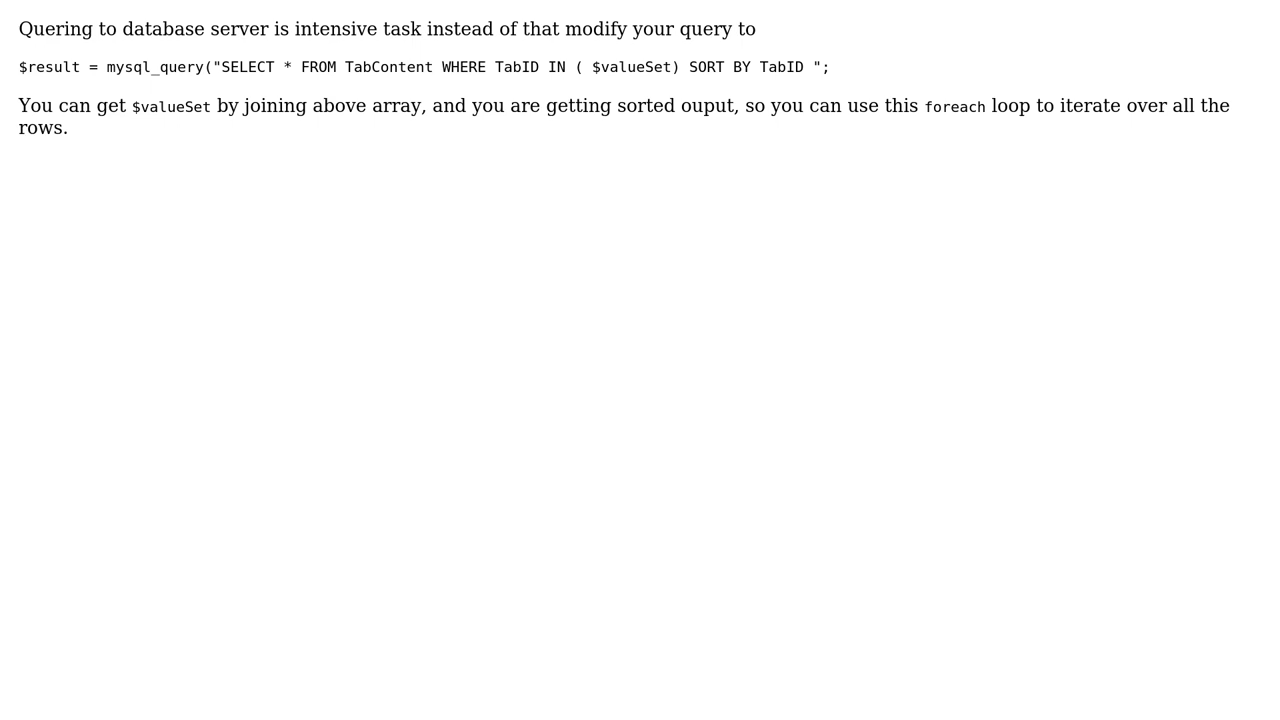 Quering to database server is intensive task instead of that modify your query to
$result = mysql_query("SELECT * FROM TabContent WHERE TabID IN ( $valueSet) SORT BY TabID ";
You can get $valueSet by joining above array, and you are getting sorted ouput, so you can use this foreach loop to iterate over all the
rows.